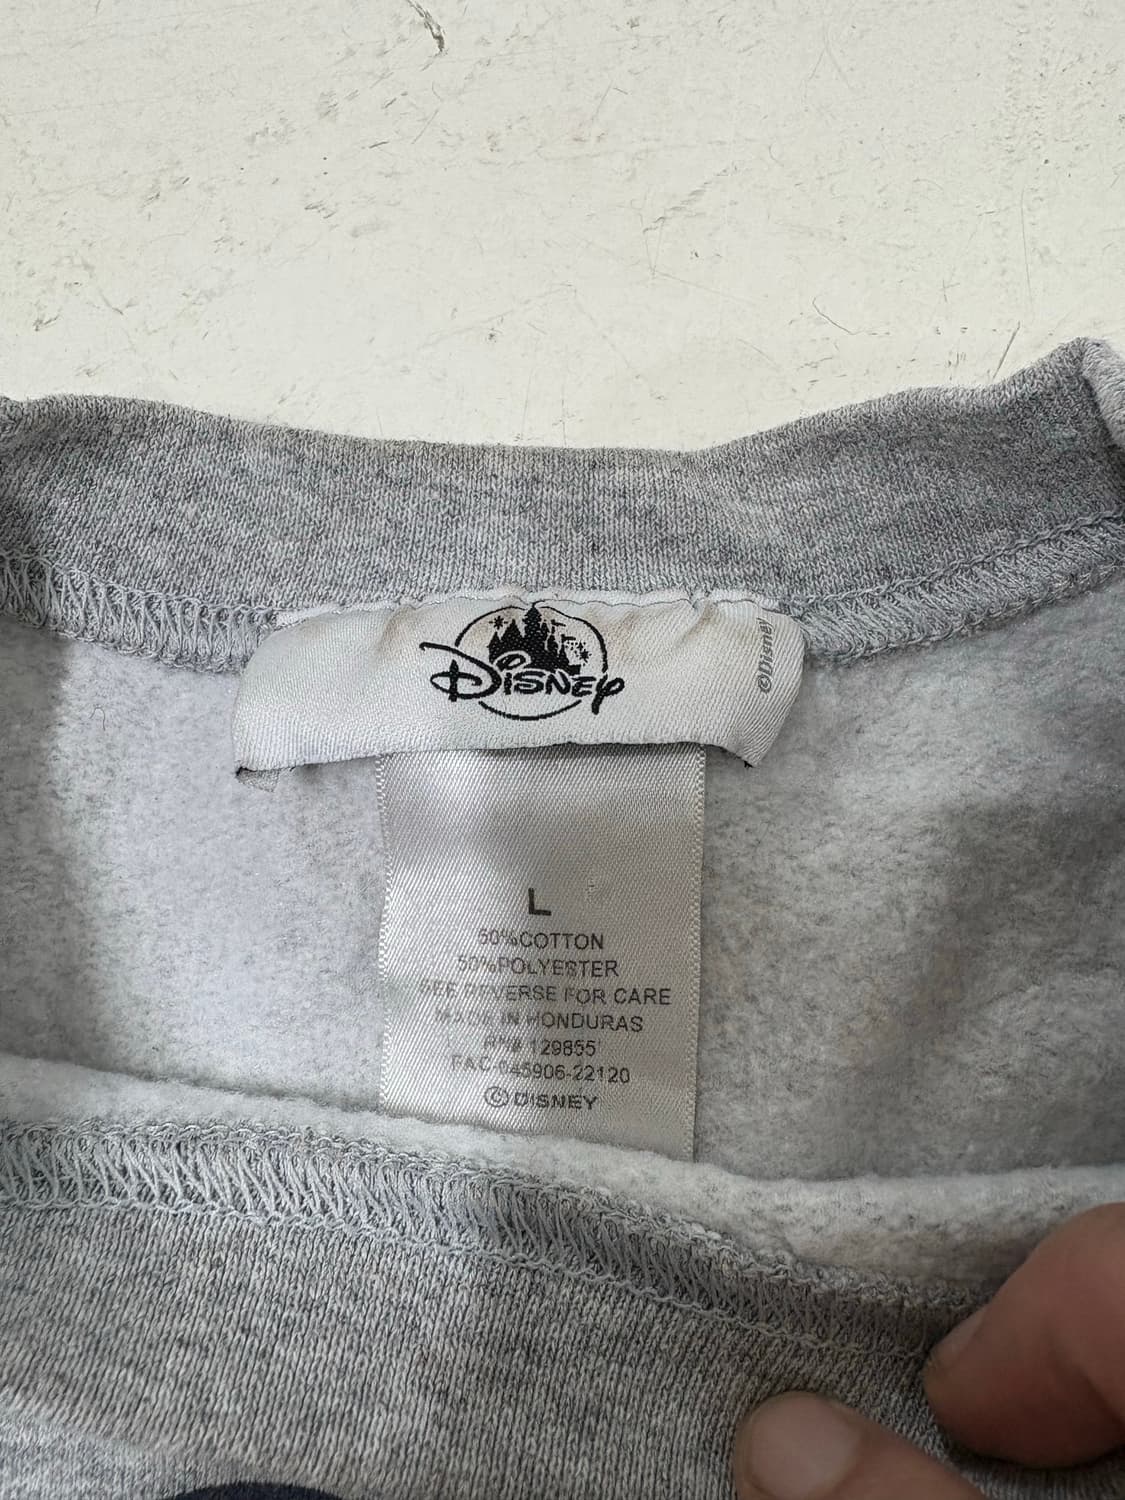 Disney
©Disney
L
50%COTTON
50%POLYESTER
SEE REVERSE FOR CARE
MADE IN HONDURAS
RN# 129855
FAC-045906-22120
©DISNEY